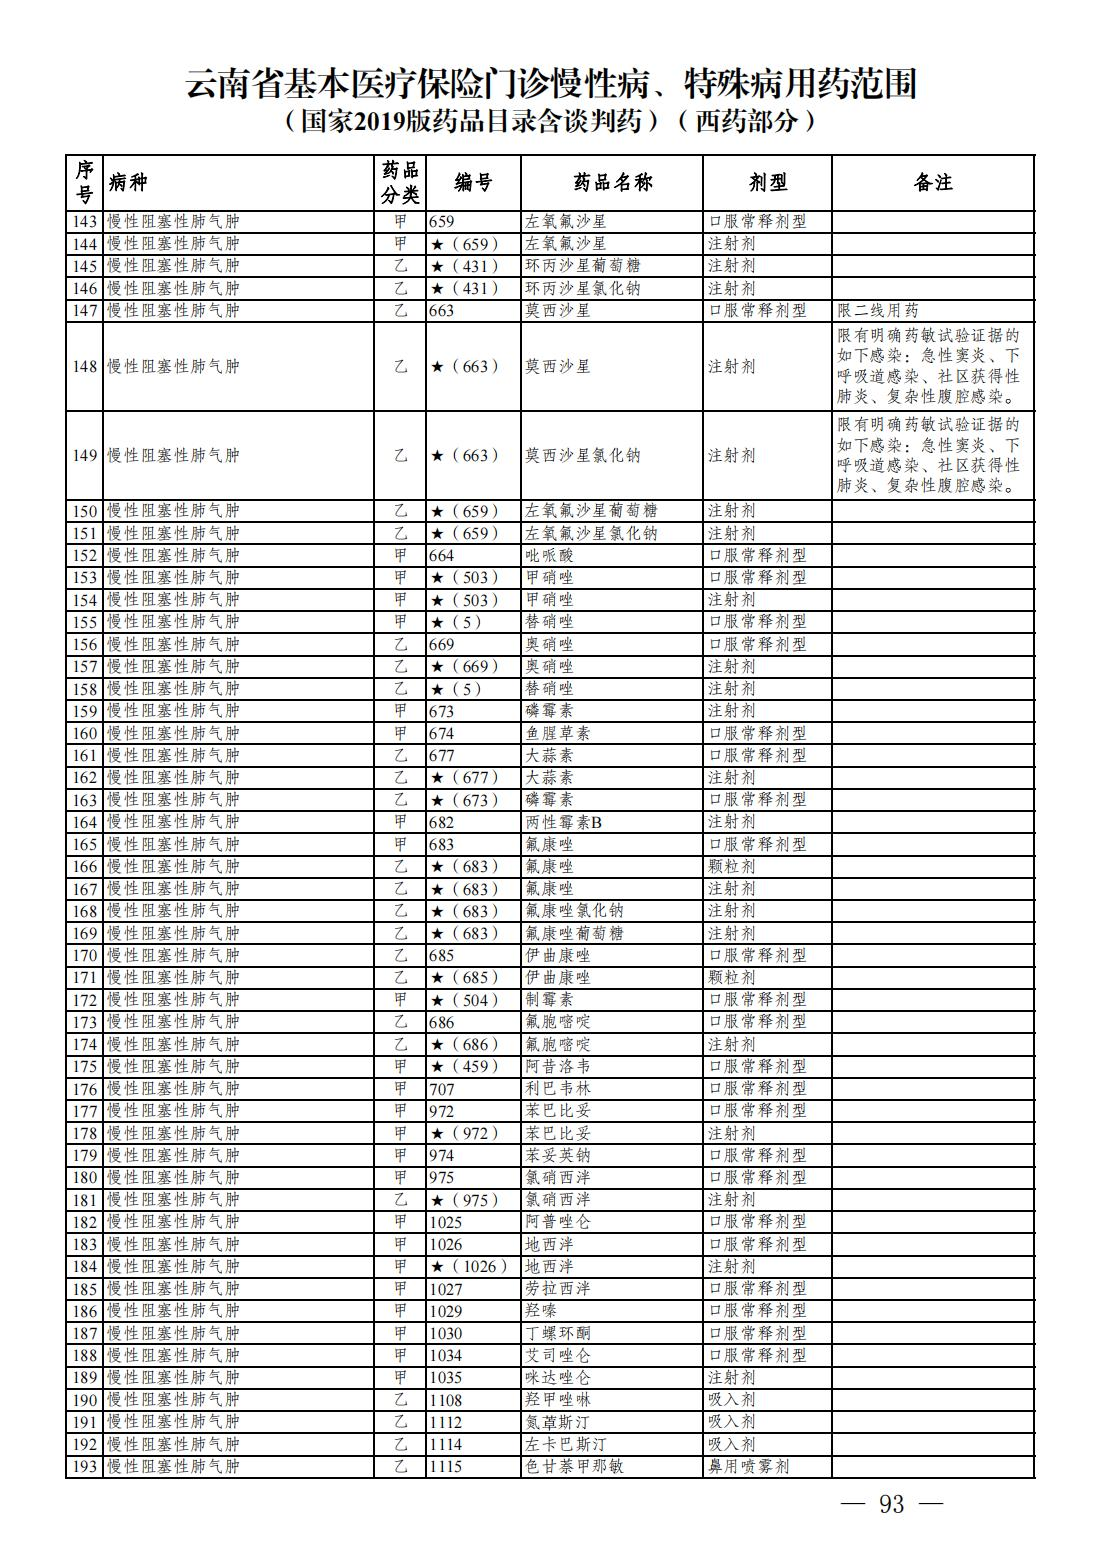 云南省基本医疗保险门诊慢性病、特殊病用药范围
（国家2019版药品目录含谈判药）（西药部分）
序号 病种 药品分类 编号 药品名称 剂型 备注
143 慢性阻塞性肺气肿 甲 659 左氧氟沙星 口服常释剂型
144 慢性阻塞性肺气肿 甲 ★（659） 左氧氟沙星 注射剂
145 慢性阻塞性肺气肿 乙 ★（431） 环丙沙星葡萄糖 注射剂
146 慢性阻塞性肺气肿 乙 ★（431） 环丙沙星氯化钠 注射剂
147 慢性阻塞性肺气肿 乙 663 莫西沙星 口服常释剂型 限二线用药
148 慢性阻塞性肺气肿 乙 ★（663） 莫西沙星 注射剂 限有明确药敏试验证据的
如下感染：急性窦炎、下
呼吸道感染、社区获得性
肺炎、复杂性腹腔感染。
149 慢性阻塞性肺气肿 乙 ★（663） 莫西沙星氯化钠 注射剂 限有明确药敏试验证据的
如下感染：急性窦炎、下
呼吸道感染、社区获得性
肺炎、复杂性腹腔感染。
150 慢性阻塞性肺气肿 乙 ★（659） 左氧氟沙星葡萄糖 注射剂
151 慢性阻塞性肺气肿 乙 ★（659） 左氧氟沙星氯化钠 注射剂
152 慢性阻塞性肺气肿 甲 664 吡哌酸 口服常释剂型
153 慢性阻塞性肺气肿 甲 ★（503） 甲硝唑 口服常释剂型
154 慢性阻塞性肺气肿 甲 ★（503） 甲硝唑 注射剂
155 慢性阻塞性肺气肿 甲 ★（5） 替硝唑 口服常释剂型
156 慢性阻塞性肺气肿 乙 669 奥硝唑 口服常释剂型
157 慢性阻塞性肺气肿 乙 ★（669） 奥硝唑 注射剂
158 慢性阻塞性肺气肿 乙 ★（5） 替硝唑 注射剂
159 慢性阻塞性肺气肿 甲 673 磷霉素 注射剂
160 慢性阻塞性肺气肿 甲 674 鱼腥草素 口服常释剂型
161 慢性阻塞性肺气肿 乙 677 大蒜素 口服常释剂型
162 慢性阻塞性肺气肿 乙 ★（677） 大蒜素 注射剂
163 慢性阻塞性肺气肿 乙 ★（673） 磷霉素 口服常释剂型
164 慢性阻塞性肺气肿 甲 682 两性霉素B 注射剂
165 慢性阻塞性肺气肿 甲 683 氟康唑 口服常释剂型
166 慢性阻塞性肺气肿 乙 ★（683） 氟康唑 颗粒剂
167 慢性阻塞性肺气肿 乙 ★（683） 氟康唑 注射剂
168 慢性阻塞性肺气肿 乙 ★（683） 氟康唑氯化钠 注射剂
169 慢性阻塞性肺气肿 乙 ★（683） 氟康唑葡萄糖 注射剂
170 慢性阻塞性肺气肿 乙 685 伊曲康唑 口服常释剂型
171 慢性阻塞性肺气肿 乙 ★（685） 伊曲康唑 颗粒剂
172 慢性阻塞性肺气肿 甲 ★（504） 制霉素 口服常释剂型
173 慢性阻塞性肺气肿 乙 686 氟胞嘧啶 口服常释剂型
174 慢性阻塞性肺气肿 乙 ★（686） 氟胞嘧啶 注射剂
175 慢性阻塞性肺气肿 甲 ★（459） 阿昔洛韦 口服常释剂型
176 慢性阻塞性肺气肿 甲 707 利巴韦林 口服常释剂型
177 慢性阻塞性肺气肿 甲 972 苯巴比妥 口服常释剂型
178 慢性阻塞性肺气肿 甲 ★（972） 苯巴比妥 注射剂
179 慢性阻塞性肺气肿 甲 974 苯妥英钠 口服常释剂型
180 慢性阻塞性肺气肿 甲 975 氯硝西泮 口服常释剂型
181 慢性阻塞性肺气肿 乙 ★（975） 氯硝西泮 注射剂
182 慢性阻塞性肺气肿 甲 1025 阿普唑仑 口服常释剂型
183 慢性阻塞性肺气肿 甲 1026 地西泮 口服常释剂型
184 慢性阻塞性肺气肿 甲 ★（1026） 地西泮 注射剂
185 慢性阻塞性肺气肿 甲 1027 劳拉西泮 口服常释剂型
186 慢性阻塞性肺气肿 甲 1029 羟嗪 口服常释剂型
187 慢性阻塞性肺气肿 甲 1030 丁螺环酮 口服常释剂型
188 慢性阻塞性肺气肿 甲 1034 艾司唑仑 口服常释剂型
189 慢性阻塞性肺气肿 甲 1035 咪达唑仑 注射剂
190 慢性阻塞性肺气肿 乙 1108 羟甲唑啉 吸入剂
191 慢性阻塞性肺气肿 乙 1112 氮䓬斯汀 吸入剂
192 慢性阻塞性肺气肿 乙 1114 左卡巴斯汀 吸入剂
193 慢性阻塞性肺气肿 乙 1115 色甘萘甲那敏 鼻用喷雾剂
— 93 —